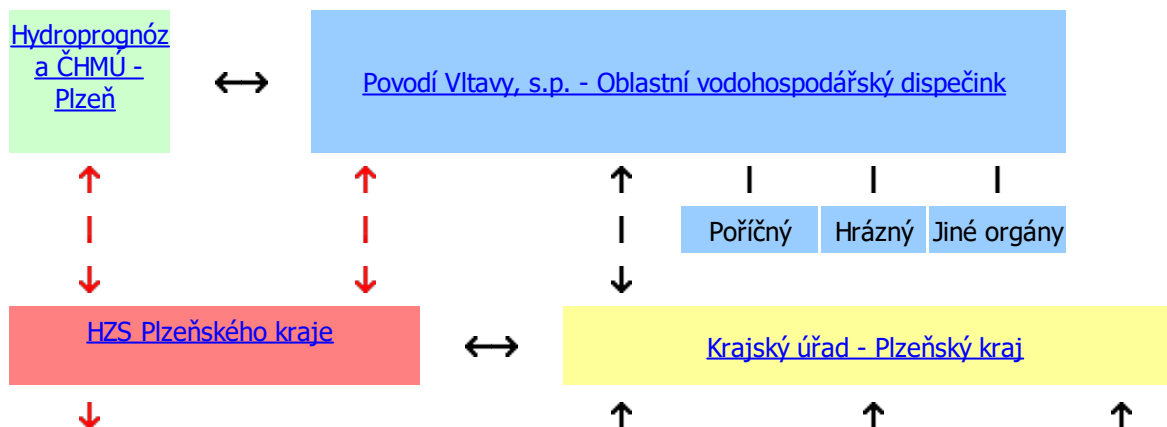 Hydroprognóz
a ČHMÚ -
Plzeň
Povodí Vltavy, s.p. - Oblastní vodohospodářský dispečink
Poříčný
Hrázný
Jiné orgány
HZS Plzeňského kraje
Krajský úřad - Plzeňský kraj